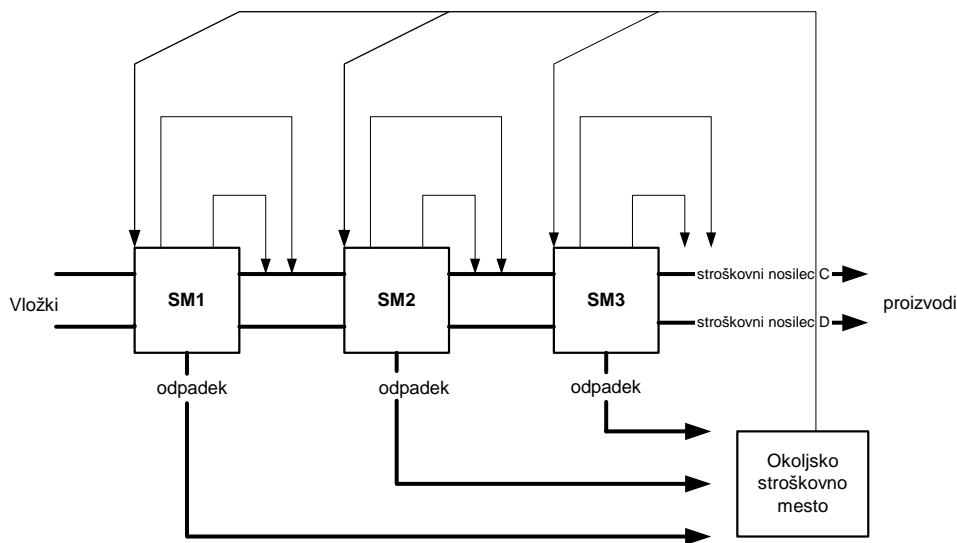 SM1
SM2
SM3
Vložki
stroškovni nosilec C
stroškovni nosilec D
proizvodi
odpadek
odpadek
odpadek
Okoljsko
stroškovno
mesto